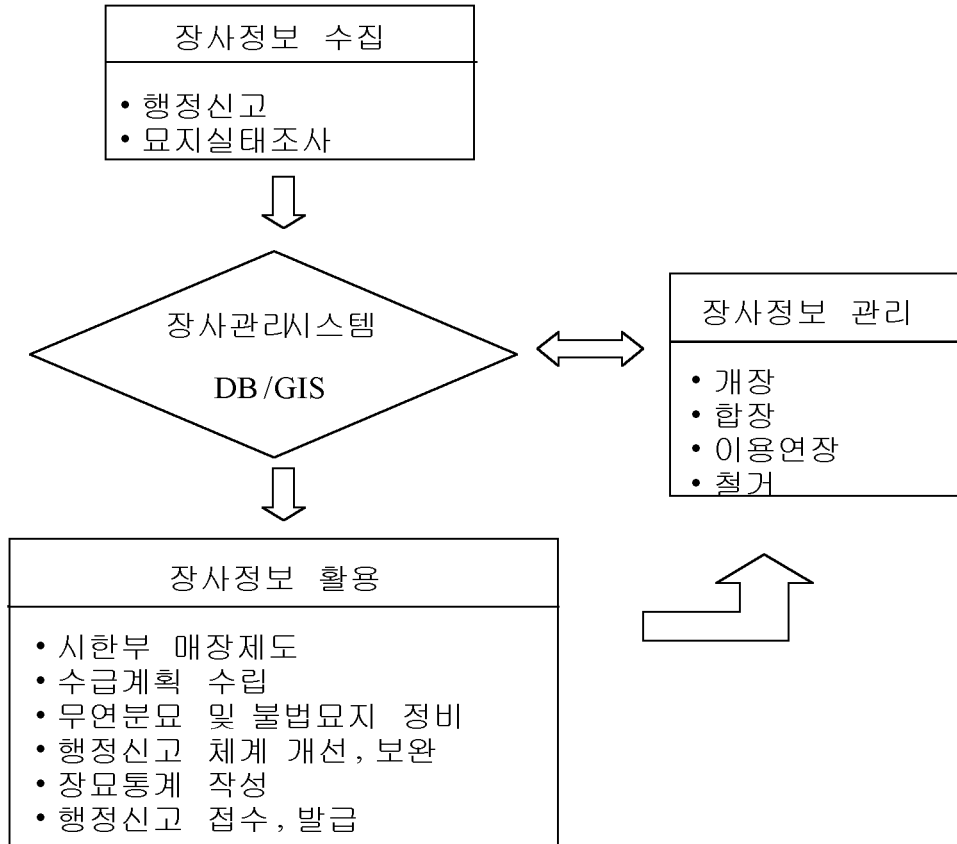 장사정보 수집
• 행정신고
• 묘지실태조사
장사관리시스템
DB/GIS
장사정보 관리
• 개장
• 합장
• 이용연장
• 철거
장사정보 활용
• 시한부 매장제도
• 수급계획 수립
• 무연분묘 및 불법묘지 정비
• 행정신고 체계 개선, 보완
• 장묘통계 작성
• 행정신고 접수, 발급